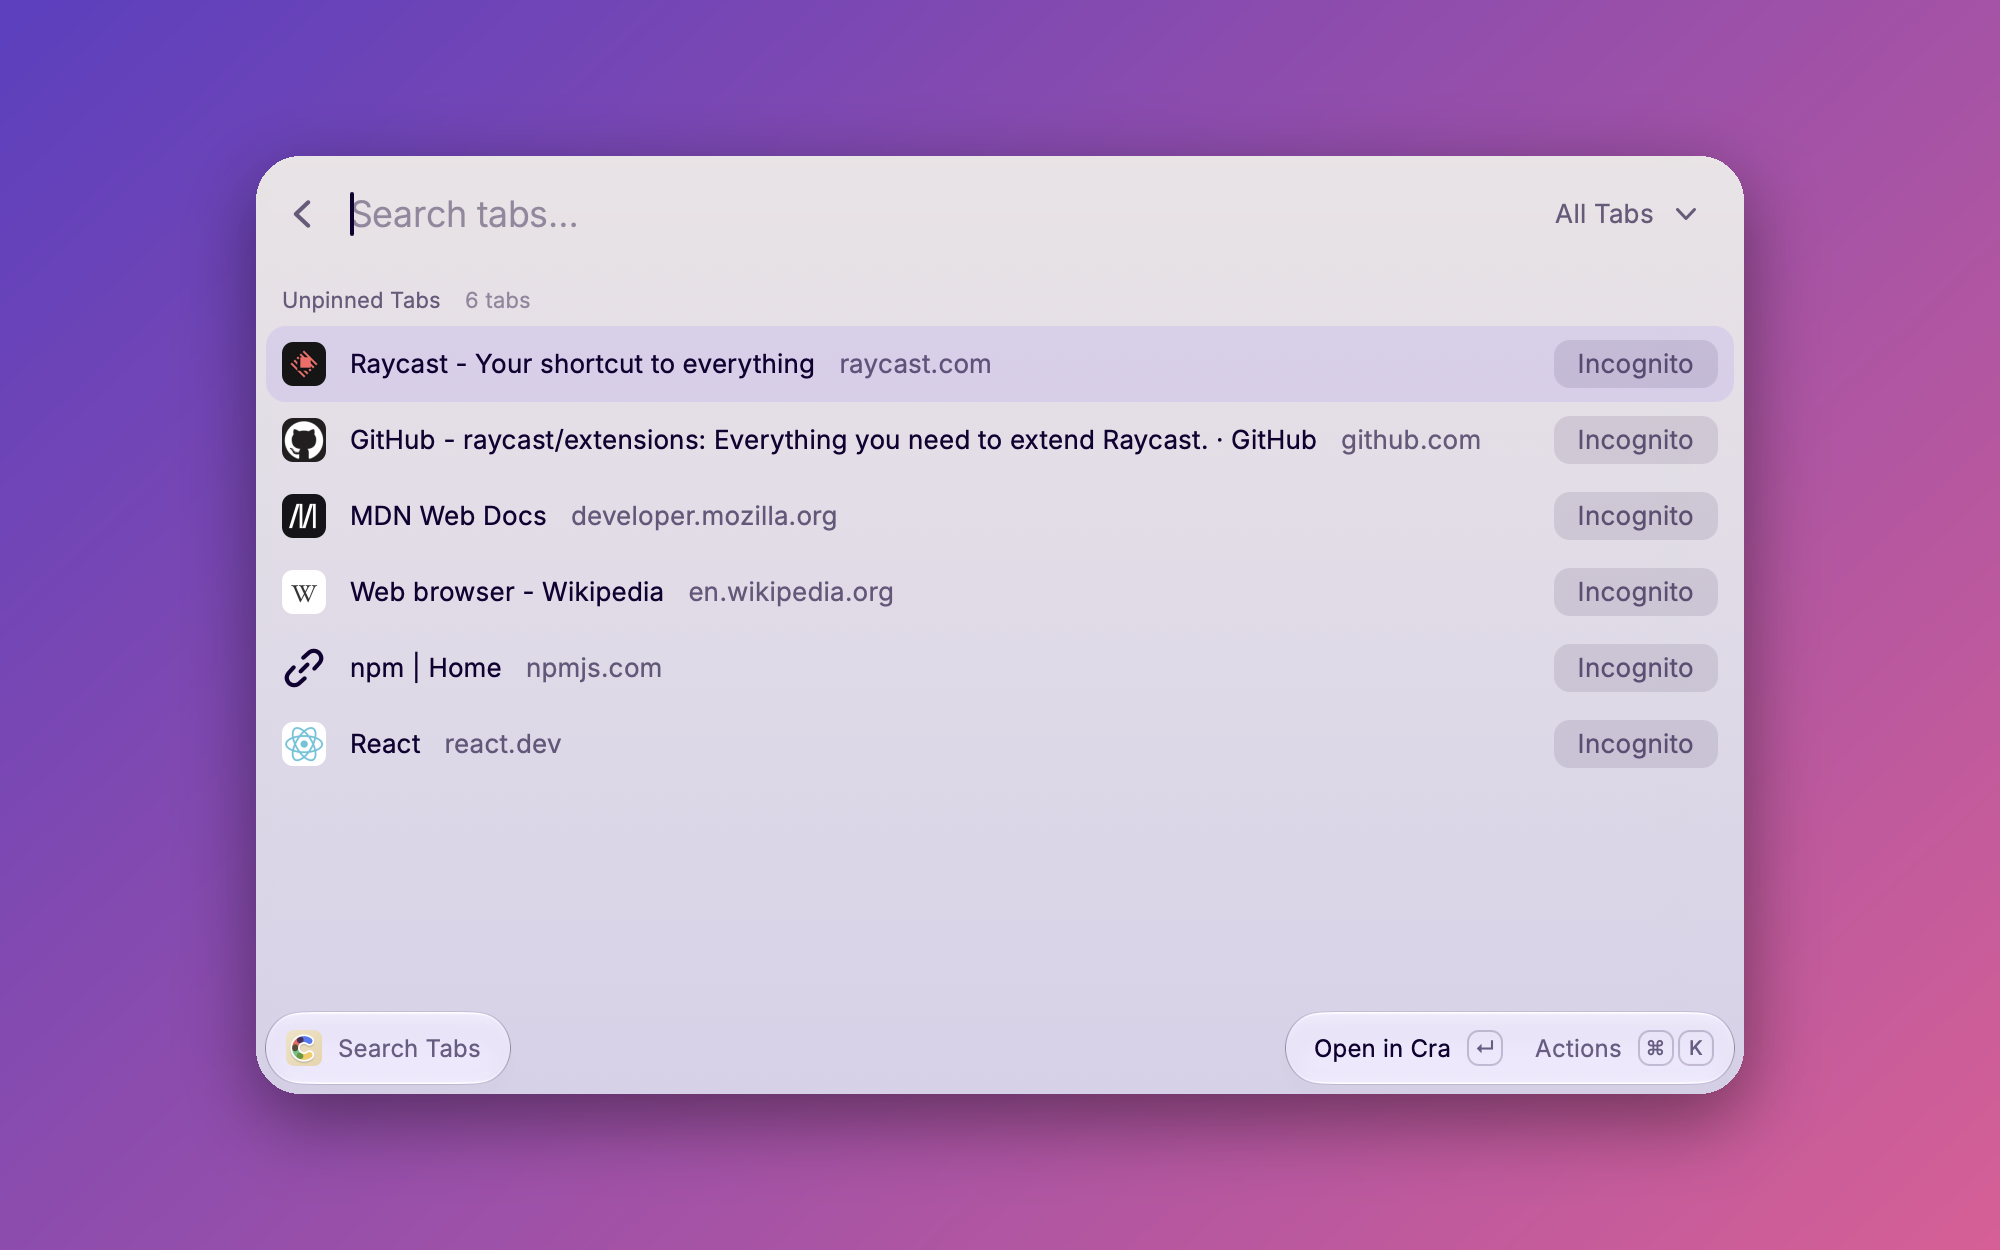 Search tabs...
All Tabs
Unpinned Tabs 6 tabs
Raycast - Your shortcut to everything raycast.com Incognito
GitHub - raycast/extensions: Everything you need to extend Raycast. · GitHub github.com Incognito
MDN Web Docs developer.mozilla.org Incognito
W Web browser - Wikipedia en.wikipedia.org Incognito
npm | Home npmjs.com Incognito
React react.dev Incognito
Search Tabs
Open in Cra ↵ Actions ⌘ K